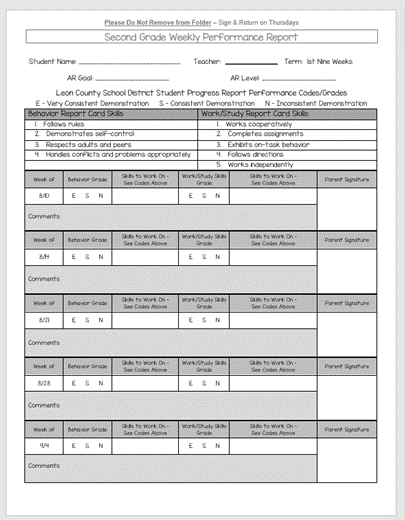 Please Do Not Remove from Folder – Sign & Return on Thursdays
Second Grade Weekly Performance Report
Student Name: ______________________ Teacher: ____________ Term: 1st Nine Weeks
AR Goal: ________________ AR Level: ________________
Leon County School District Student Progress Report Performance Codes/Grades
E - Very Consistent Demonstration S - Consistent Demonstration N - Inconsistent Demonstration
Behavior Report Card Skills Work/Study Report Card Skills
1. Follows rules 1. Works cooperatively
2. Demonstrates self-control 2. Completes assignments
3. Respects adults and peers 3. Exhibits on-task behavior
4. Handles conflicts and problems appropriately 4. Follows directions
5. Works independently
Week of Behavior Grade Skills to Work On - See Codes Above Work/Study Skills Grade Skills to Work On - See Codes Above Parent Signature
8/10 E S N E S N
Comments
Week of Behavior Grade Skills to Work On - See Codes Above Work/Study Skills Grade Skills to Work On - See Codes Above Parent Signature
8/14 E S N E S N
Comments
Week of Behavior Grade Skills to Work On - See Codes Above Work/Study Skills Grade Skills to Work On - See Codes Above Parent Signature
8/21 E S N E S N
Comments
Week of Behavior Grade Skills to Work On - See Codes Above Work/Study Skills Grade Skills to Work On - See Codes Above Parent Signature
8/28 E S N E S N
Comments
Week of Behavior Grade Skills to Work On - See Codes Above Work/Study Skills Grade Skills to Work On - See Codes Above Parent Signature
9/4 E S N E S N
Comments